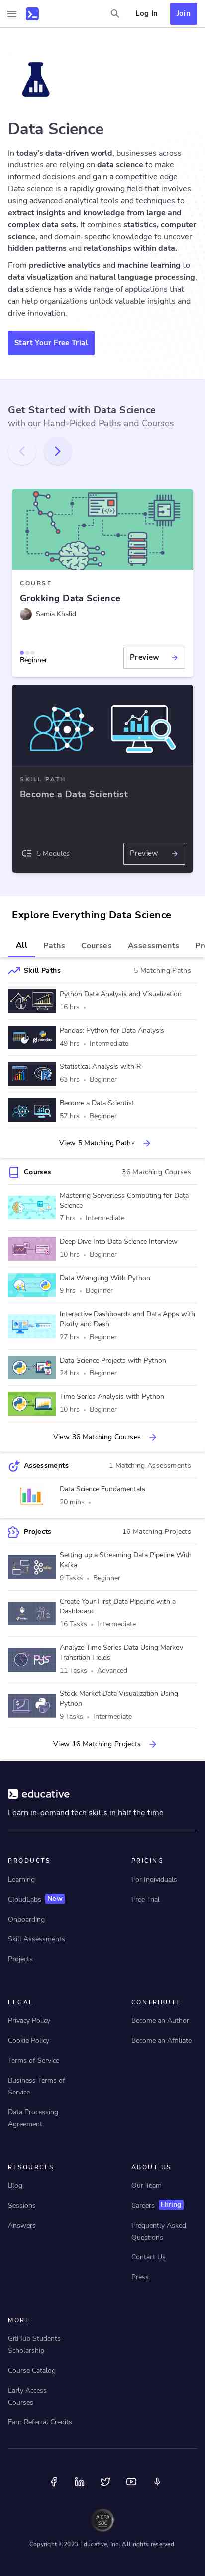 Log In
Join
Data Science
In today's data-driven world, businesses across
industries are relying on data science to make
informed decisions and gain a competitive edge.
Data Science is a rapidly growing field that involves
using advanced analytical tools and techniques to
extract insights and knowledge from large and
complex data sets. It combines statistics, computer
science, and domain-specific knowledge to uncover
hidden patterns and relationships within data.
From predictive analytics and machine learning to
data visualization and natural language processing,
data science has a wide range of applications that
can help organizations unlock valuable insights and
drive innovation.
Start Your Free Trial
Get Started with Data Science
with our Hand-Picked Paths and Courses
COURSE
Grokking Data Science
Samia Khalid
Beginner
Preview
SKILL PATH
Become a Data Scientist
5 Modules
Preview
Explore Everything Data Science
All
Paths
Courses
Assessments
Pr
Skill Paths
5 Matching Paths
Python Data Analysis and Visualization
16 hrs •
Pandas: Python for Data Analysis
49 hrs • Intermediate
Statistical Analysis with R
63 hrs • Beginner
Become a Data Scientist
57 hrs • Beginner
View 5 Matching Paths
Courses
36 Matching Courses
Mastering Serverless Computing for Data
Science
7 hrs • Intermediate
Deep Dive Into Data Science Interview
10 hrs • Beginner
Data Wrangling With Python
9 hrs • Beginner
Interactive Dashboards and Data Apps with
Plotly and Dash
27 hrs • Beginner
Data Science Projects with Python
24 hrs • Beginner
Time Series Analysis with Python
10 hrs • Beginner
View 36 Matching Courses
Assessments
1 Matching Assessments
Data Science Fundamentals
20 mins •
Projects
16 Matching Projects
Setting up a Streaming Data Pipeline With
Kafka
9 Tasks • Beginner
Create Your First Data Pipeline with a
Dashboard
16 Tasks • Intermediate
Analyze Time Series Data Using Markov
Transition Fields
11 Tasks • Advanced
Stock Market Data Visualization Using
Python
9 Tasks • Intermediate
View 16 Matching Projects
educative
Learn in-demand tech skills in half the time
PRODUCTS
Learning
CloudLabs New
Onboarding
Skill Assessments
Projects
PRICING
For Individuals
Free Trial
LEGAL
Privacy Policy
Cookie Policy
Terms of Service
Business Terms of
Service
Data Processing
Agreement
CONTRIBUTE
Become an Author
Become an Affiliate
RESOURCES
Blog
Sessions
Answers
ABOUT US
Our Team
Careers Hiring
Frequently Asked
Questions
Contact Us
Press
MORE
GitHub Students
Scholarship
Course Catalog
Early Access
Courses
Earn Referral Credits
AICPA
SOC
Copyright ©2023 Educative, Inc. All rights reserved.